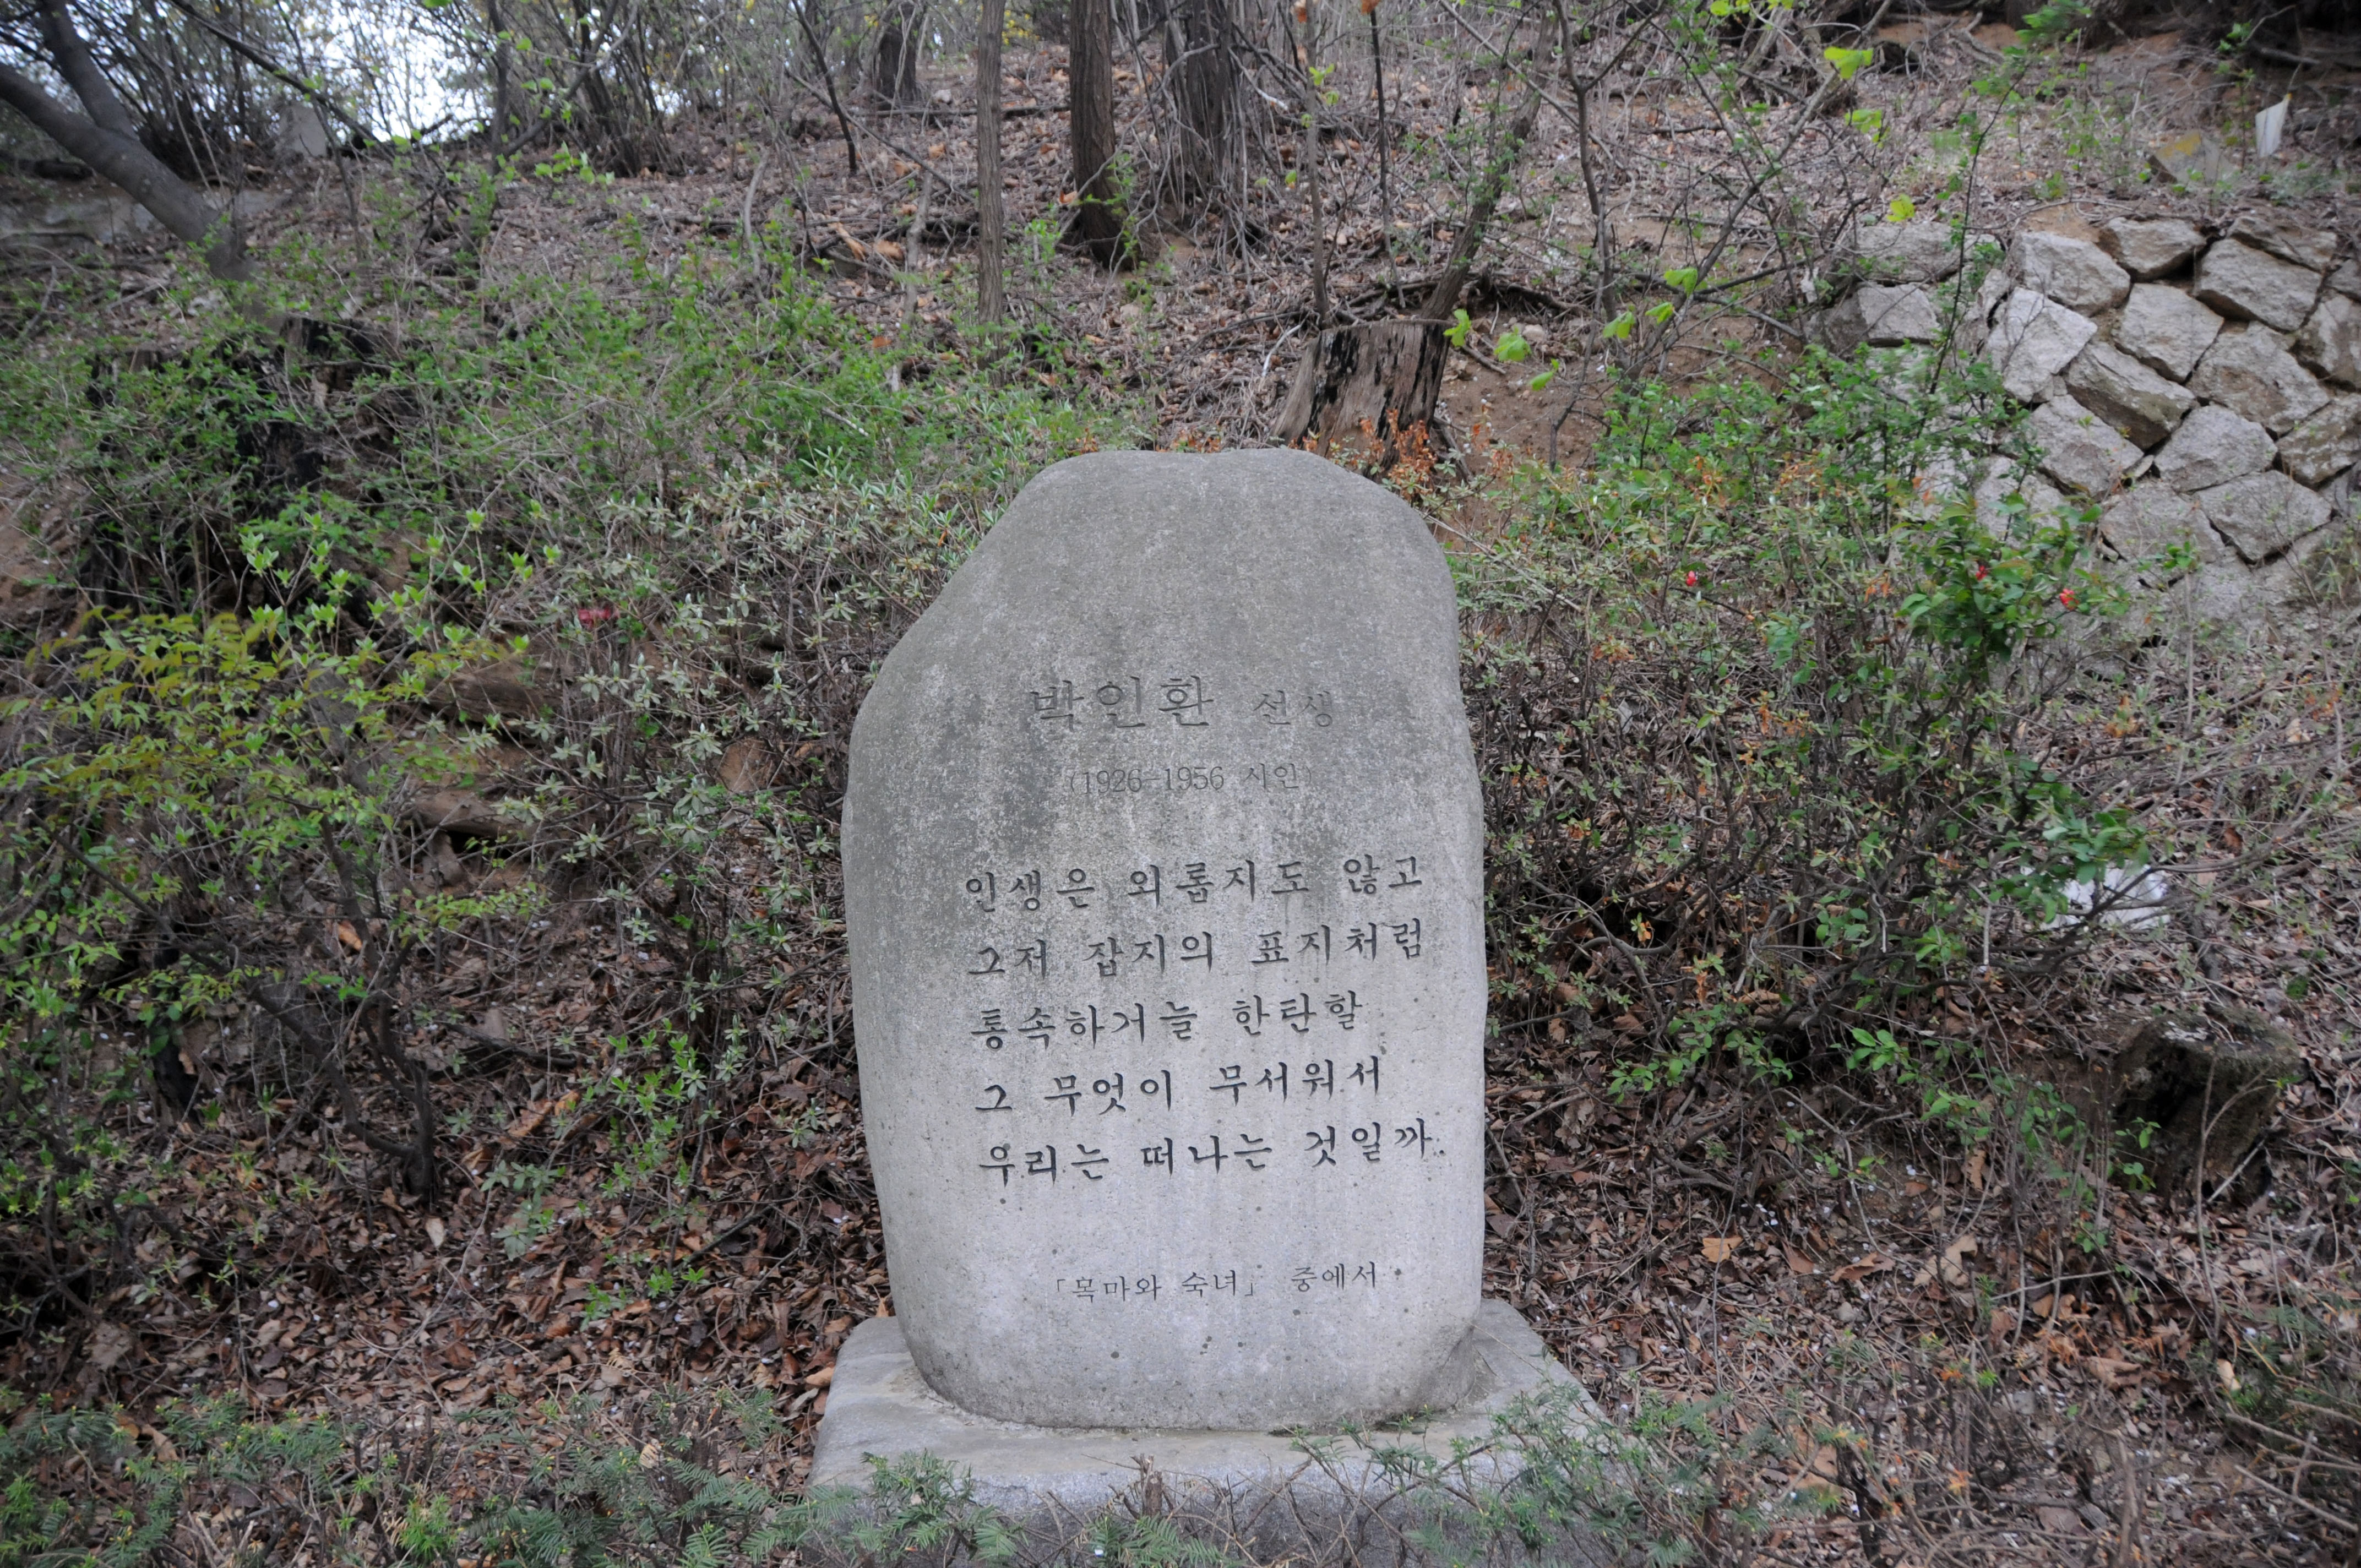 박인환 선생
(1926-1956 시인)
인생은 외롭지도 않고
그저 잡지의 표지처럼
통속하거늘 한탄할
그 무엇이 무서워서
우리는 떠나는 것일까.
「목마와 숙녀」 중에서